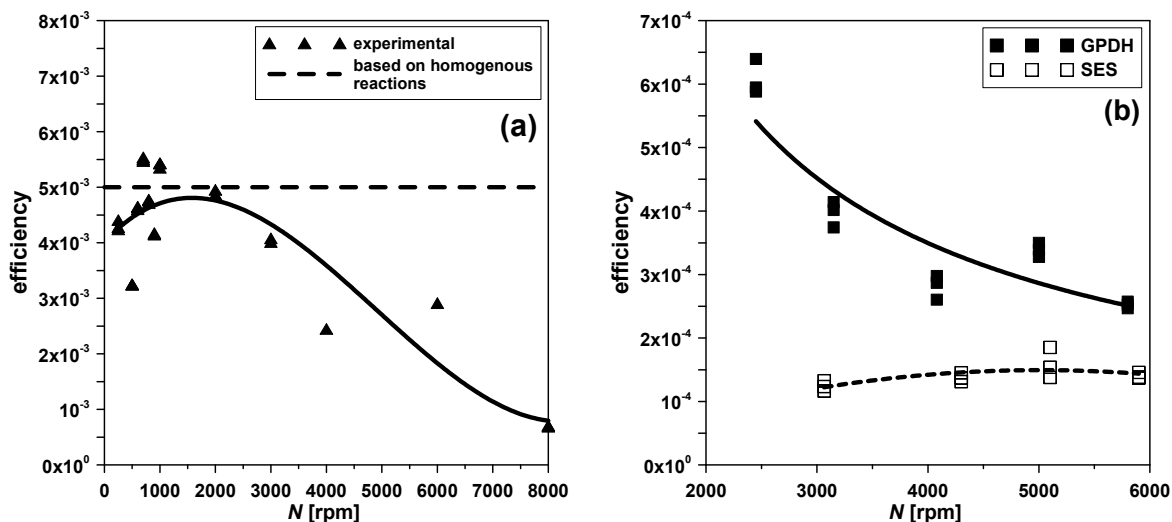 8x10⁻³
7x10⁻³
6x10⁻³
5x10⁻³
4x10⁻³
3x10⁻³
2x10⁻³
10⁻³
0x10⁰
efficiency
0 1000 2000 3000 4000 5000 6000 7000 8000
N [rpm]
experimental
based on homogenous
reactions
(a)
7x10⁻⁴
6x10⁻⁴
5x10⁻⁴
4x10⁻⁴
3x10⁻⁴
2x10⁻⁴
10⁻⁴
0x10⁰
efficiency
2000 3000 4000 5000 6000
N [rpm]
GPDH
SES
(b)